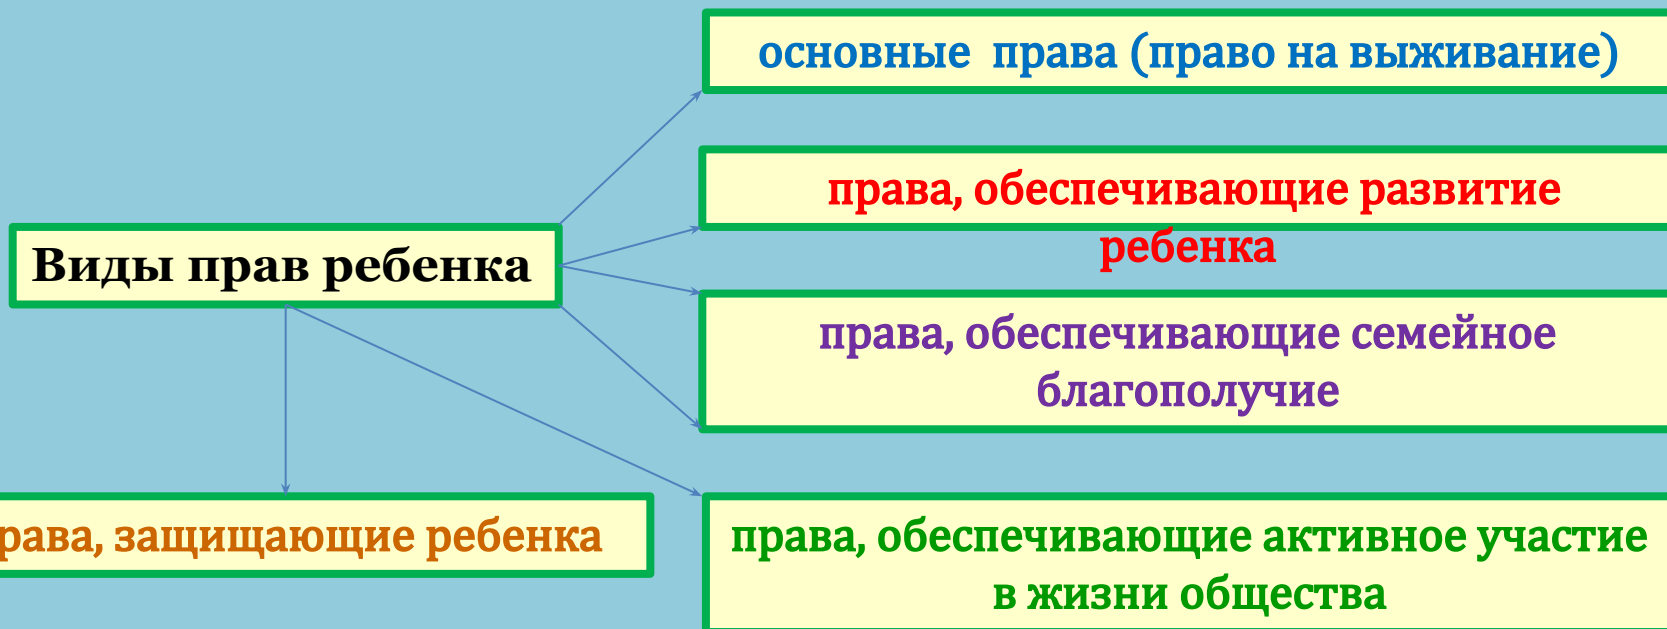 основные права (право на выживание)
права, обеспечивающие развитие
ребенка
Виды прав ребенка
права, обеспечивающие семейное
благополучие
рава, защищающие ребенка
права, обеспечивающие активное участие
в жизни общества